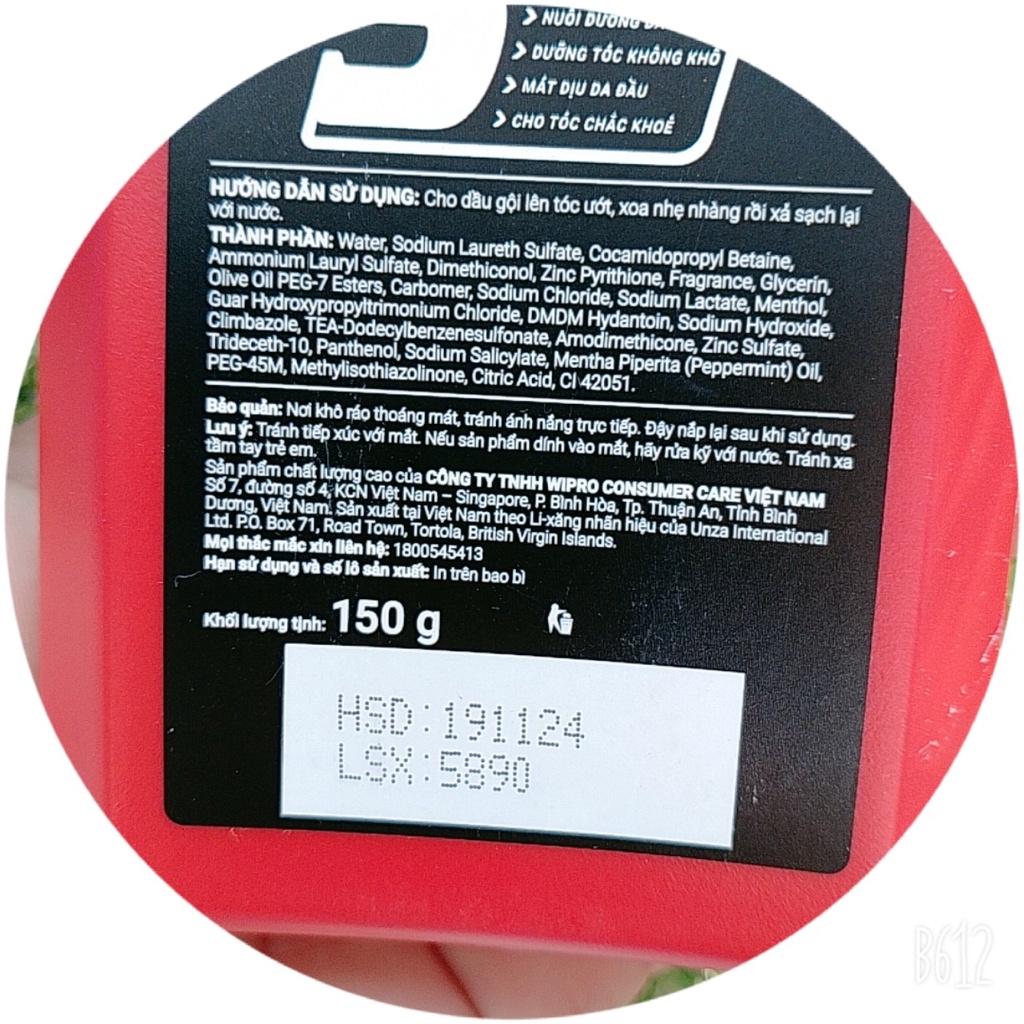 › NUÔI DƯỠNG
› DƯỠNG TÓC KHÔNG KHÔ
› MÁT DỊU DA ĐẦU
› CHO TÓC CHẮC KHOẺ
HƯỚNG DẪN SỬ DỤNG: Cho dầu gội lên tóc ướt, xoa nhẹ nhàng rồi xả sạch lại
với nước.
THÀNH PHẦN: Water, Sodium Laureth Sulfate, Cocamidopropyl Betaine,
Ammonium Lauryl Sulfate, Dimethiconol, Zinc Pyrithione, Fragrance, Glycerin,
Olive Oil PEG-7 Esters, Carbomer, Sodium Chloride, Sodium Lactate, Menthol,
Guar Hydroxypropyltrimonium Chloride, DMDM Hydantoin, Sodium Hydroxide,
Climbazole, TEA-Dodecylbenzenesulfonate, Amodimethicone, Zinc Sulfate,
Trideceth-10, Panthenol, Sodium Salicylate, Mentha Piperita (Peppermint) Oil,
PEG-45M, Methylisothiazolinone, Citric Acid, CI 42051.
Bảo quản: Nơi khô ráo thoáng mát, tránh ánh nắng trực tiếp. Đậy nắp lại sau khi sử dụng.
Lưu ý: Tránh tiếp xúc với mắt. Nếu sản phẩm dính vào mắt, hãy rửa kỹ với nước. Tránh xa
tầm tay trẻ em.
Sản phẩm chất lượng cao của CÔNG TY TNHH WIPRO CONSUMER CARE VIỆT NAM
Số 7, đường số 4, KCN Việt Nam – Singapore, P. Bình Hòa, Tp. Thuận An, Tỉnh Bình
Dương, Việt Nam. Sản xuất tại Việt Nam theo Li-xăng nhãn hiệu của Unza International
Ltd. P.O. Box 71, Road Town, Tortola, British Virgin Islands.
Mọi thắc mắc xin liên hệ: 1800545413
Hạn sử dụng và số lô sản xuất: In trên bao bì
Khối lượng tịnh: 150 g
HSD:191124
LSX:5890
B612